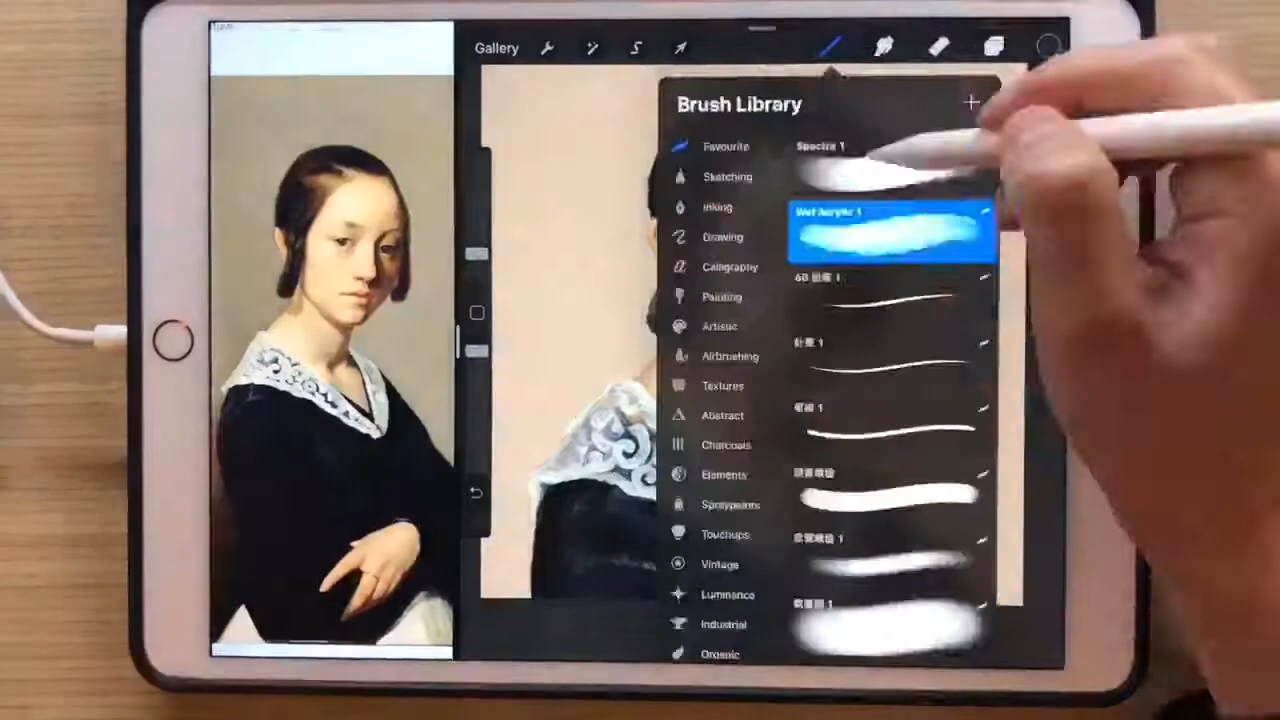 Gallery
Brush Library
Favourite
Sketching
Inking
Drawing
Calligraphy
Painting
Artistic
Airbrushing
Textures
Abstract
Charcoals
Elements
Spraypaints
Touchups
Vintage
Luminance
Industrial
Organic
Spectra 1
Wet Acrylic 1